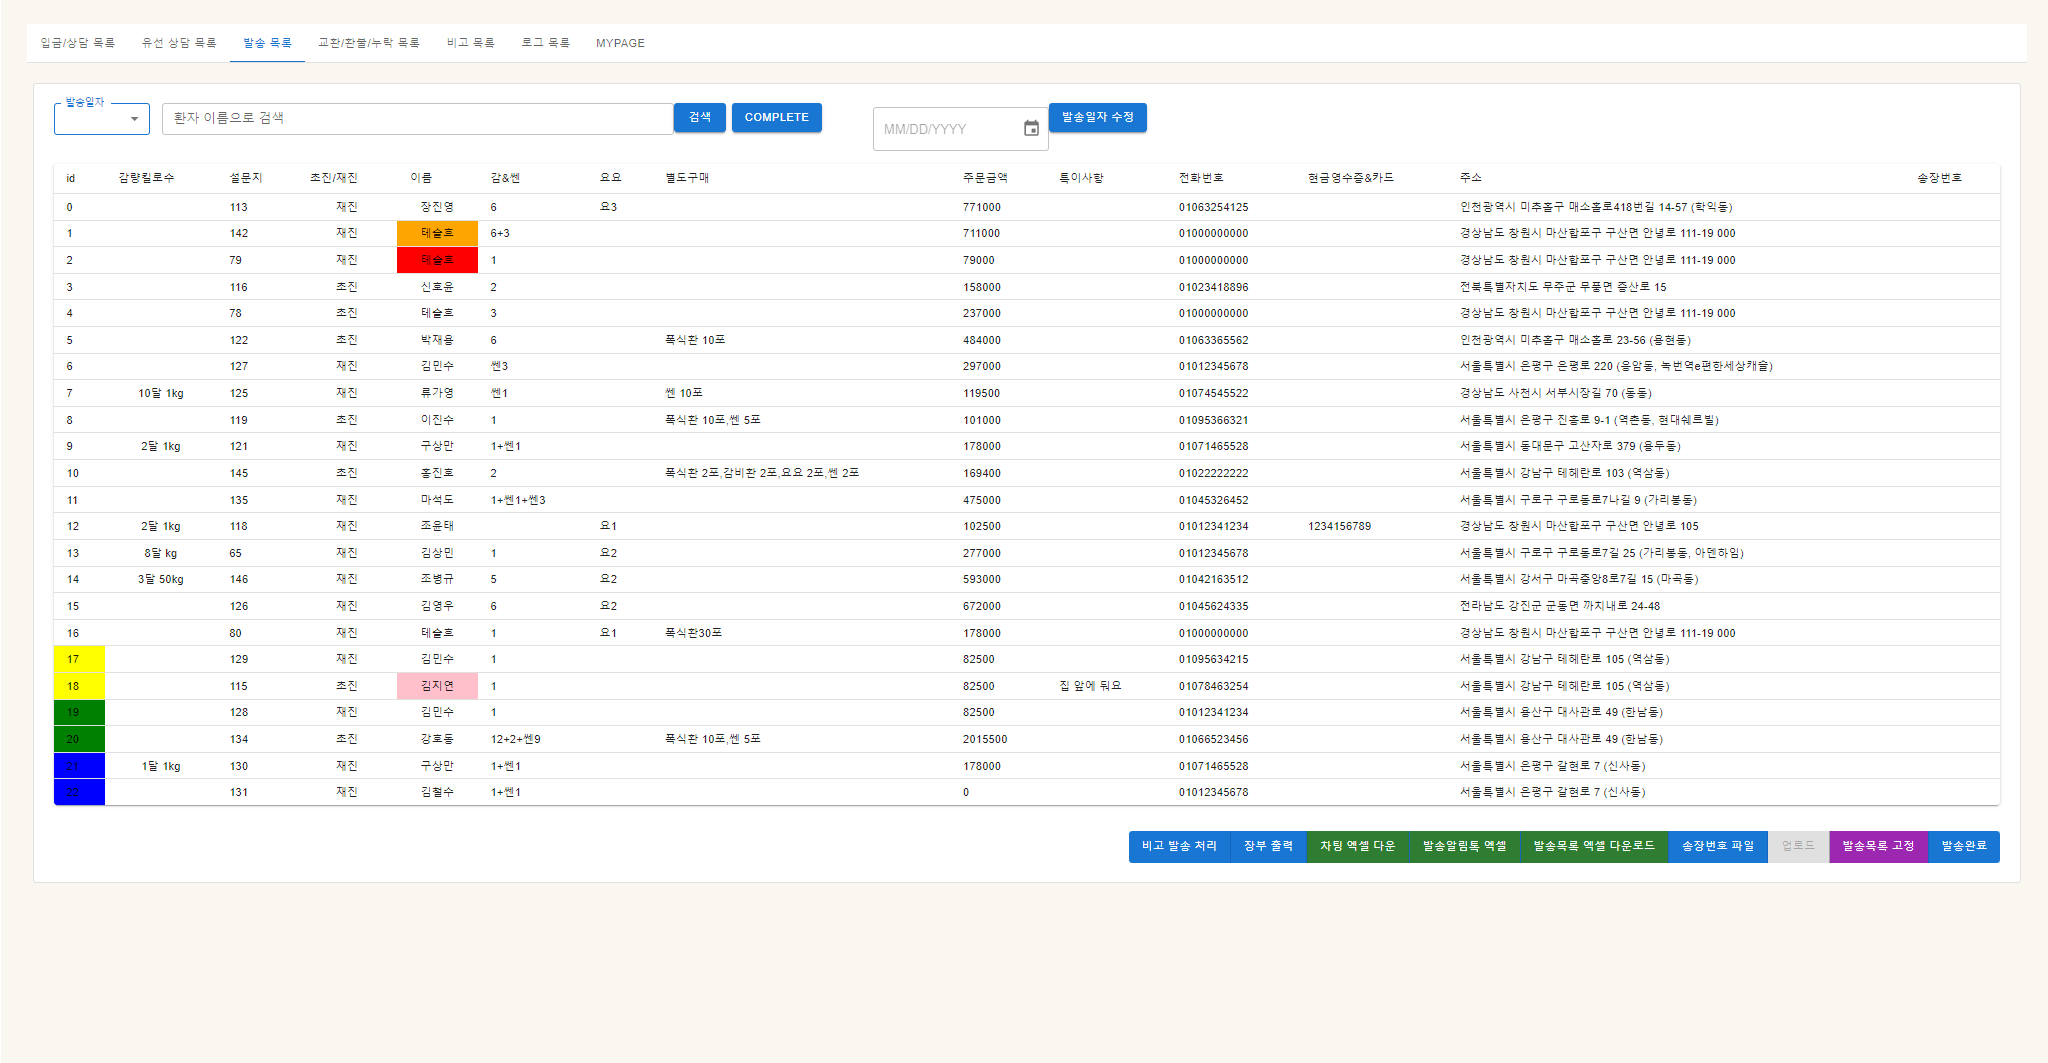 입금/상담 목록 유선 상담 목록 발송 목록 교환/환불/누락 목록 비고 목록 로그 목록 MYPAGE
발송일자
환자 이름으로 검색 검색 COMPLETE MM/DD/YYYY 발송일자 수정
id 감량킬로수 설문지 초진/재진 이름 감&쎈 요요 별도구매 주문금액 특이사항 전화번호 현금영수증&카드 주소 송장번호
0 113 재진 장진영 6 요3 771000 01063254125 인천광역시 미추홀구 매소홀로418번길 14-57 (학익동)
1 142 재진 테슬흐 6+3 711000 01000000000 경상남도 창원시 마산합포구 구산면 안녕로 111-19 000
2 79 재진 테슬흐 1 79000 01000000000 경상남도 창원시 마산합포구 구산면 안녕로 111-19 000
3 116 초진 신호윤 2 158000 01023418896 전북특별자치도 무주군 무풍면 증산로 15
4 78 초진 테슬흐 3 237000 01000000000 경상남도 창원시 마산합포구 구산면 안녕로 111-19 000
5 122 초진 박재용 6 폭식환 10포 484000 01063365562 인천광역시 미추홀구 매소홀로 23-56 (용현동)
6 127 재진 김민수 쎈3 297000 01012345678 서울특별시 은평구 은평로 220 (응암동, 녹번역e편한세상캐슬)
7 10달 1kg 125 재진 류가영 쎈1 쎈 10포 119500 01074545522 경상남도 사천시 서부시장길 70 (동동)
8 119 초진 이진수 1 폭식환 10포,쎈 5포 101000 01095366321 서울특별시 은평구 진흥로 9-1 (역촌동, 현대쉐르빌)
9 2달 1kg 121 재진 구상만 1+쎈1 178000 01071465528 서울특별시 동대문구 고산자로 379 (용두동)
10 145 초진 홍진호 2 폭식환 2포,감비환 2포,요요 2포,쎈 2포 169400 01022222222 서울특별시 강남구 테헤란로 103 (역삼동)
11 135 재진 마석도 1+쎈1+쎈3 475000 01045326452 서울특별시 구로구 구로동로7나길 9 (가리봉동)
12 2달 1kg 118 재진 조윤태 요1 102500 01012341234 1234156789 경상남도 창원시 마산합포구 구산면 안녕로 105
13 8달 kg 65 재진 김상민 1 요2 277000 01012345678 서울특별시 구로구 구로동로7길 25 (가리봉동, 아덴하임)
14 3달 50kg 146 재진 조병규 5 요2 593000 01042163512 서울특별시 강서구 마곡중앙8로7길 15 (마곡동)
15 126 재진 김영우 6 요2 672000 01045624335 전라남도 강진군 군동면 까치내로 24-48
16 80 재진 테슬흐 1 요1 폭식환30포 178000 01000000000 경상남도 창원시 마산합포구 구산면 안녕로 111-19 000
17 129 재진 김민수 1 82500 01095634215 서울특별시 강남구 테헤란로 105 (역삼동)
18 115 초진 김지연 1 82500 집 앞에 둬요 01078463254 서울특별시 강남구 테헤란로 105 (역삼동)
19 128 재진 김민수 1 82500 01012341234 서울특별시 용산구 대사관로 49 (한남동)
20 134 초진 강호동 12+2+쎈9 폭식환 10포,쎈 5포 2015500 01066523456 서울특별시 용산구 대사관로 49 (한남동)
21 1달 1kg 130 재진 구상만 1+쎈1 178000 01071465528 서울특별시 은평구 갈현로 7 (신사동)
22 131 재진 김철수 1+쎈1 0 01012345678 서울특별시 은평구 갈현로 7 (신사동)
비고 발송 처리 장부 출력 차팅 엑셀 다운 발송알림톡 엑셀 발송목록 엑셀 다운로드 송장번호 파일 업로드 발송목록 고정 발송완료